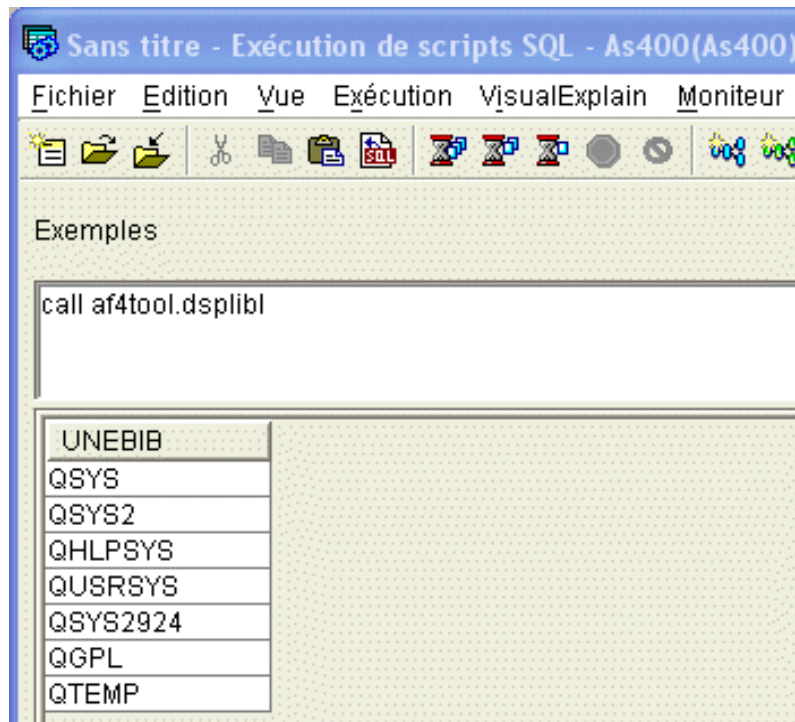 Sans titre - Exécution de scripts SQL - As400(As400)
Fichier Edition Vue Exécution VisualExplain Moniteur
SQL
Exemples
call af4tool.dsplibl
UNEBIB
QSYS
QSYS2
QHLPSYS
QUSRSYS
QSYS2924
QGPL
QTEMP